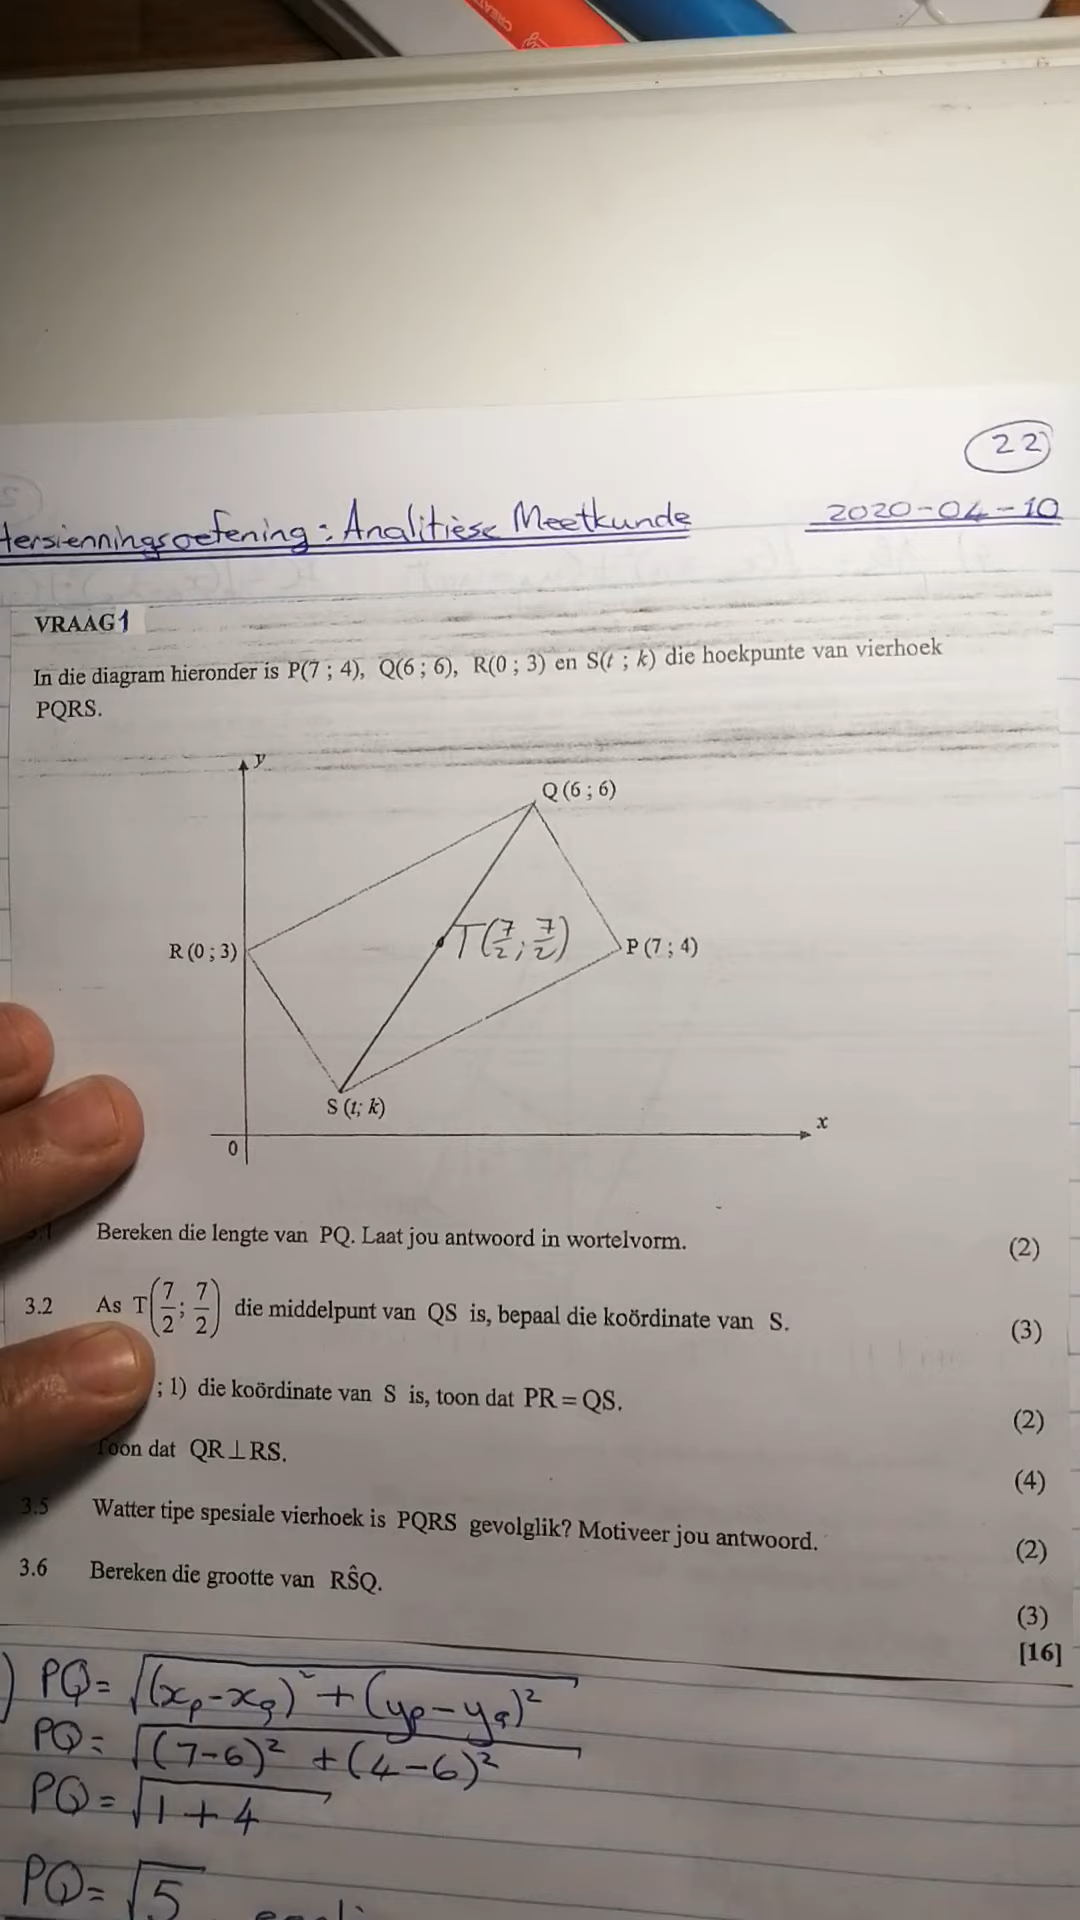 CREATE
22
Hersienningsoefening: Analitiese Meetkunde 2020-04-10
VRAAG 1
In die diagram hieronder is P(7 ; 4), Q(6 ; 6), R(0 ; 3) en S(t ; k) die hoekpunte van vierhoek
PQRS.
y
Q (6 ; 6)
R (0 ; 3)
T(7/2 ; 7/2)
P (7 ; 4)
S (t; k)
x
0
3.1 Bereken die lengte van PQ. Laat jou antwoord in wortelvorm. (2)
3.2 As T(7/2 ; 7/2) die middelpunt van QS is, bepaal die koördinate van S. (3)
; 1) die koördinate van S is, toon dat PR = QS. (2)
Toon dat QR ⊥ RS. (4)
3.5 Watter tipe spesiale vierhoek is PQRS gevolglik? Motiveer jou antwoord. (2)
3.6 Bereken die grootte van RŜQ. (3)
[16]
) PQ = √(xp-xq)² + (yp-yq)²
PQ = √(7-6)² + (4-6)²
PQ = √1 + 4
PQ = √5